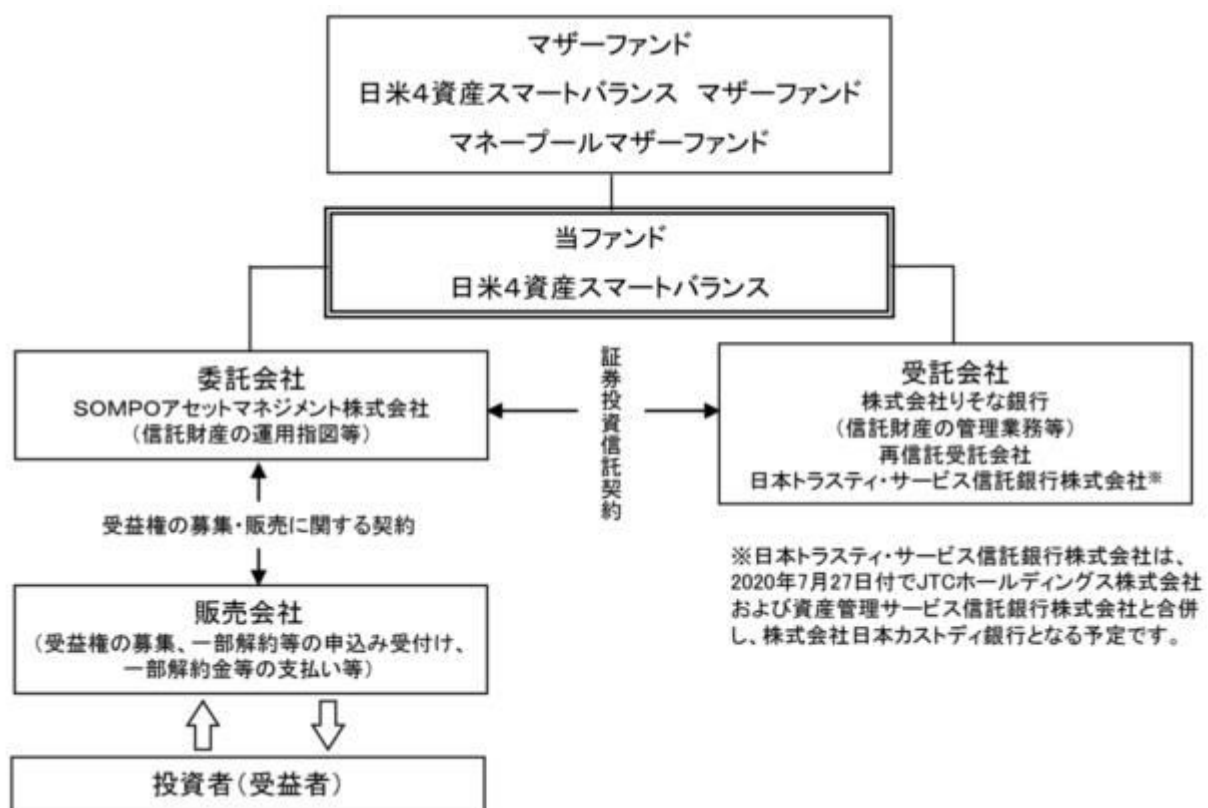 マザーファンド
日米4資産スマートバランス マザーファンド
マネープールマザーファンド
当ファンド
日米4資産スマートバランス
委託会社
SOMPOアセットマネジメント株式会社
（信託財産の運用指図等）
証券投資信託契約
受託会社
株式会社りそな銀行
（信託財産の管理業務等）
再信託受託会社
日本トラスティ・サービス信託銀行株式会社※
受益権の募集・販売に関する契約
※日本トラスティ・サービス信託銀行株式会社は、
2020年7月27日付でJTCホールディングス株式会社
および資産管理サービス信託銀行株式会社と合併
し、株式会社日本カストディ銀行となる予定です。
販売会社
（受益権の募集、一部解約等の申込み受付け、
一部解約金等の支払い等）
投資者（受益者）